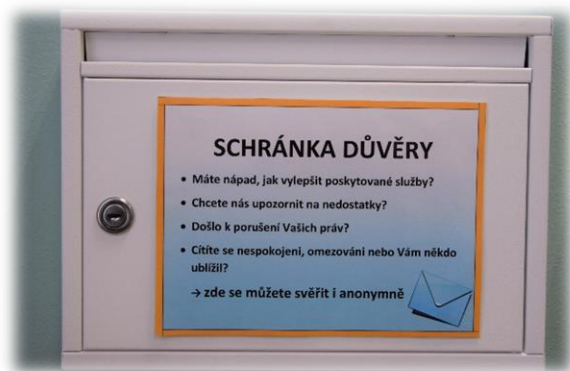 SCHRÁNKA DŮVĚRY
• Máte nápad, jak vylepšit poskytované služby?
• Chcete nás upozornit na nedostatky?
• Došlo k porušení Vašich práv?
• Cítíte se nespokojeni, omezováni nebo Vám někdo
ublížil?
→ zde se můžete svěřit i anonymně